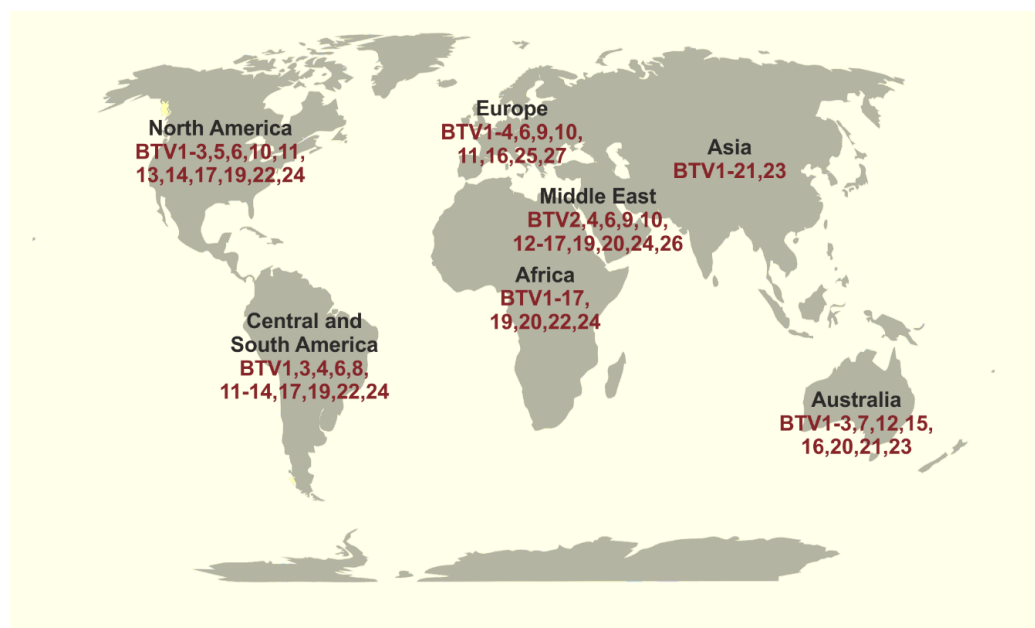 North America
BTV1-3,5,6,10,11,
13,14,17,19,22,24
Europe
BTV1-4,6,9,10,
11,16,25,27
Asia
BTV1-21,23
Middle East
BTV2,4,6,9,10,
12-17,19,20,24,26
Africa
BTV1-17,
19,20,22,24
Central and
South America
BTV1,3,4,6,8,
11-14,17,19,22,24
Australia
BTV1-3,7,12,15,
16,20,21,23